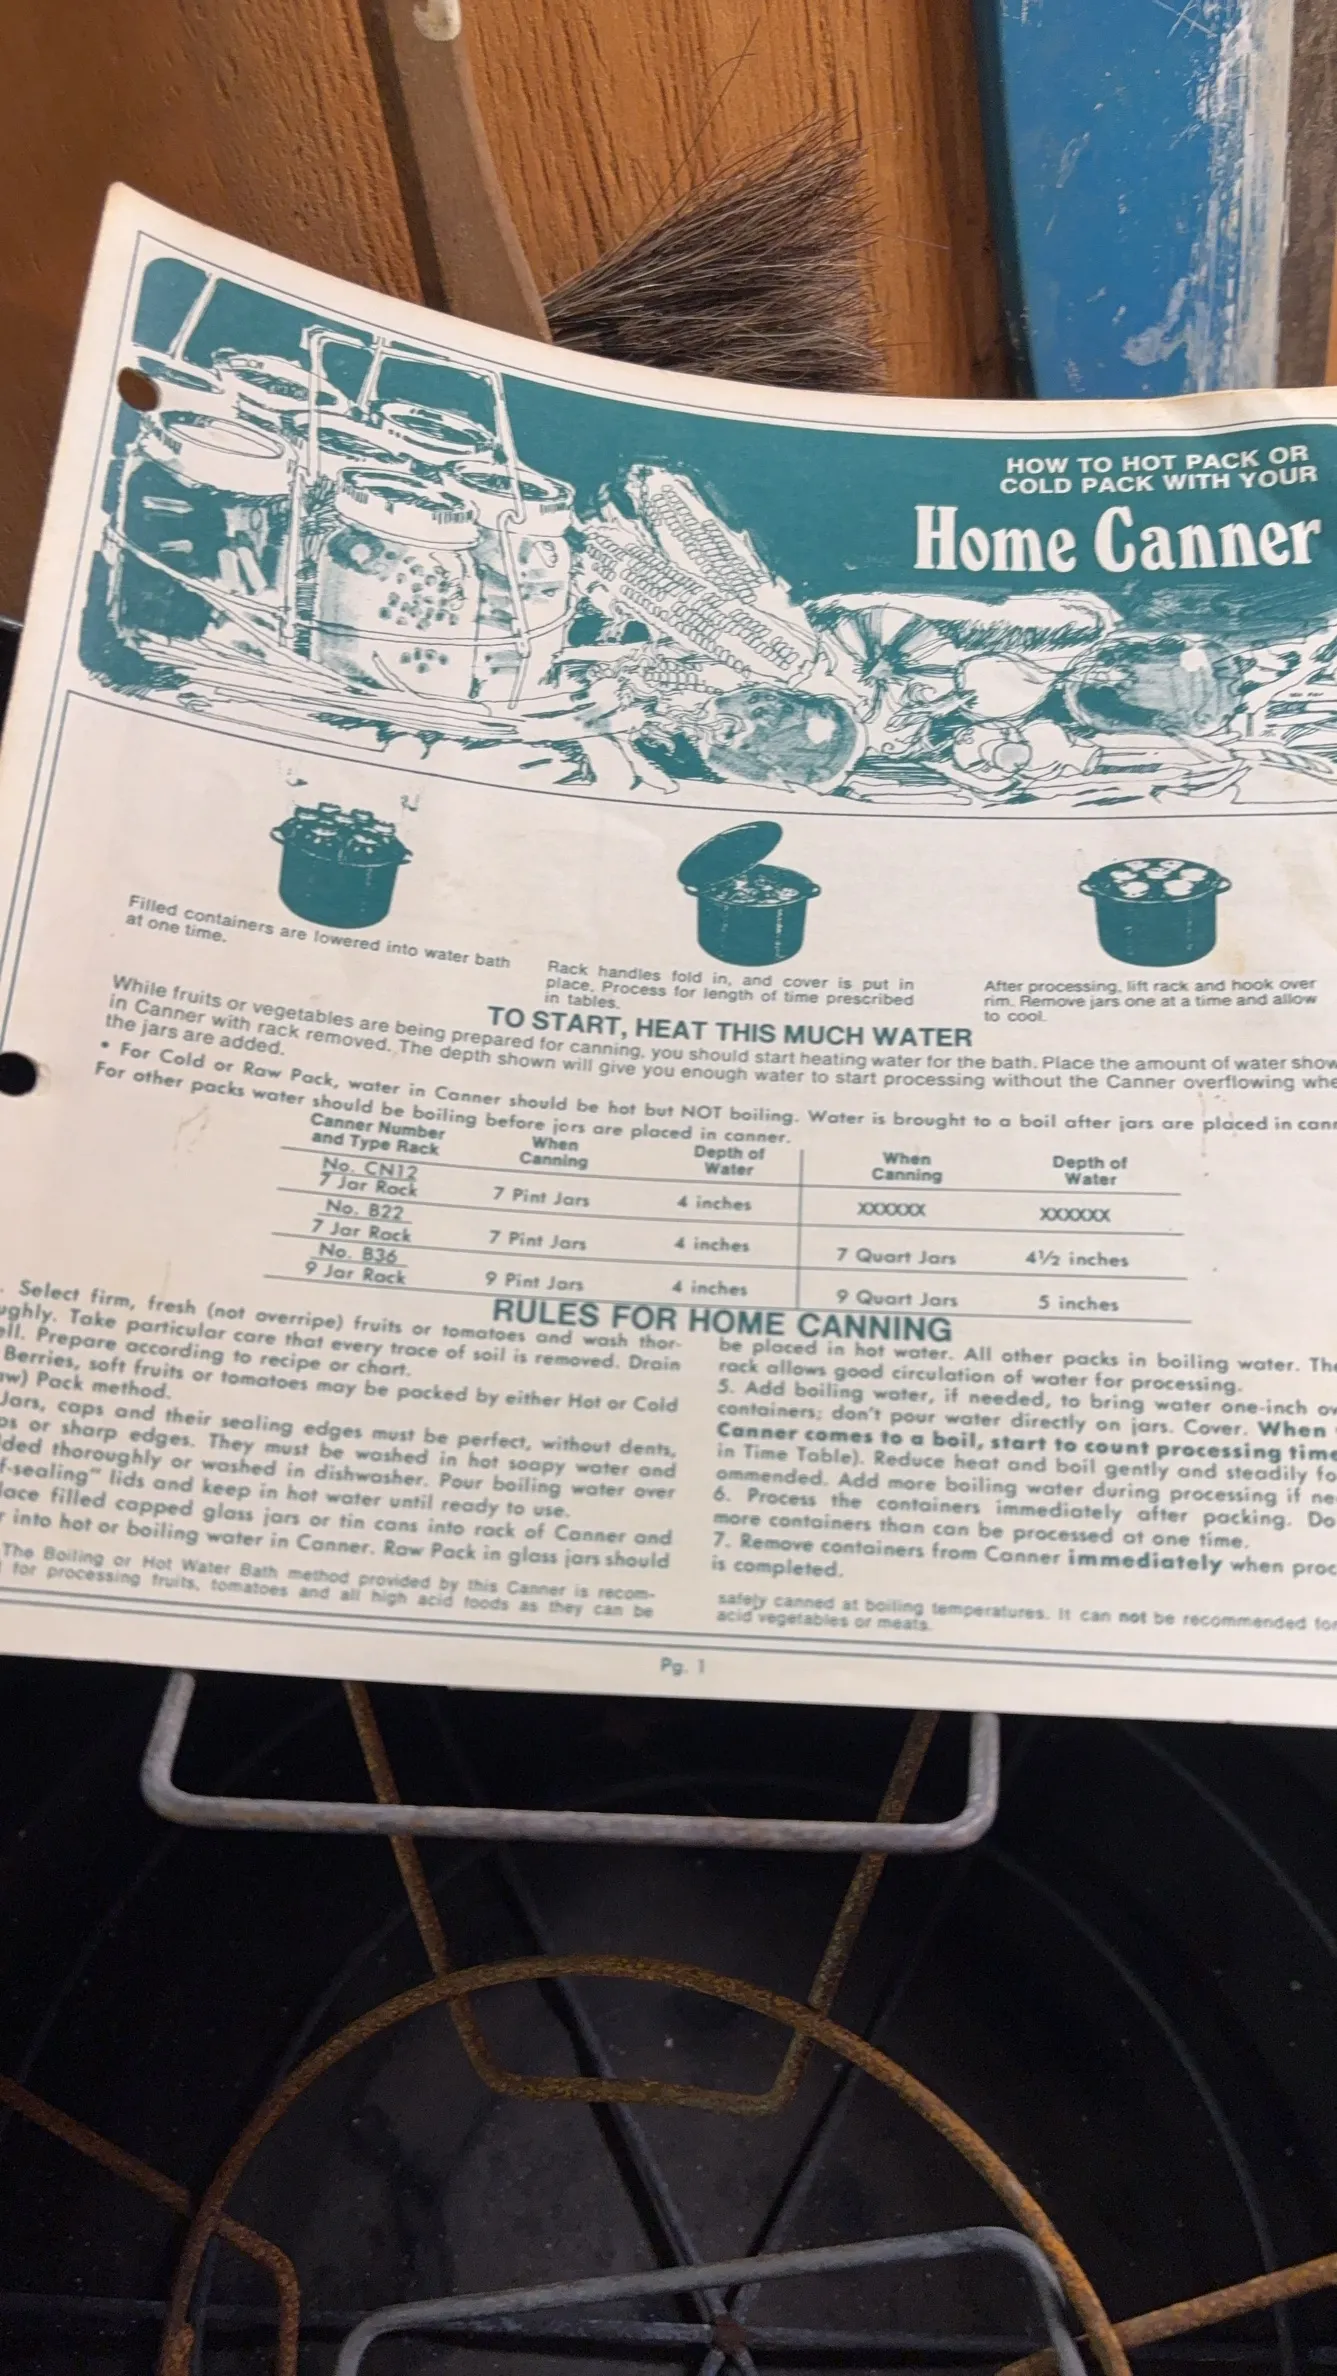 HOW TO HOT PACK OR
COLD PACK WITH YOUR
Home Canner
Filled containers are lowered into water bath
at one time.
Rack handles fold in, and cover is put in
place. Process for length of time prescribed
in tables.
After processing, lift rack and hook over
rim. Remove jars one at a time and allow
to cool.
TO START, HEAT THIS MUCH WATER
While fruits or vegetables are being prepared for canning, you should start heating water for the bath. Place the amount of water show
in Canner with rack removed. The depth shown will give you enough water to start processing without the Canner overflowing whe
the jars are added.
• For Cold or Raw Pack, water in Canner should be hot but NOT boiling. Water is brought to a boil after jars are placed in cann
For other packs water should be boiling before jars are placed in canner.
Canner Number and Type Rack When Canning Depth of Water When Canning Depth of Water
No. CN12 7 Jar Rack 7 Pint Jars 4 inches XXXXXX XXXXXX
No. B22 7 Jar Rack 7 Pint Jars 4 inches 7 Quart Jars 4½ inches
No. B36 9 Jar Rack 9 Pint Jars 4 inches 9 Quart Jars 5 inches
RULES FOR HOME CANNING
. Select firm, fresh (not overripe) fruits or tomatoes and wash thor-
ughly. Take particular care that every trace of soil is removed. Drain
ell. Prepare according to recipe or chart.
Berries, soft fruits or tomatoes may be packed by either Hot or Cold
aw) Pack method.
Jars, caps and their sealing edges must be perfect, without dents,
ps or sharp edges. They must be washed in hot soapy water and
lded thoroughly or washed in dishwasher. Pour boiling water over
f-sealing" lids and keep in hot water until ready to use.
lace filled capped glass jars or tin cans into rack of Canner and
r into hot or boiling water in Canner. Raw Pack in glass jars should
be placed in hot water. All other packs in boiling water. The
rack allows good circulation of water for processing.
5. Add boiling water, if needed, to bring water one-inch ov
containers; don't pour water directly on jars. Cover. When
Canner comes to a boil, start to count processing time
in Time Table). Reduce heat and boil gently and steadily fo
ommended. Add more boiling water during processing if ne
6. Process the containers immediately after packing. Do
more containers than can be processed at one time.
7. Remove containers from Canner immediately when proc
is completed.
The Boiling or Hot Water Bath method provided by this Canner is recom-
for processing fruits, tomatoes and all high acid foods as they can be
safely canned at boiling temperatures. It can not be recommended for
acid vegetables or meats.
Pg. 1